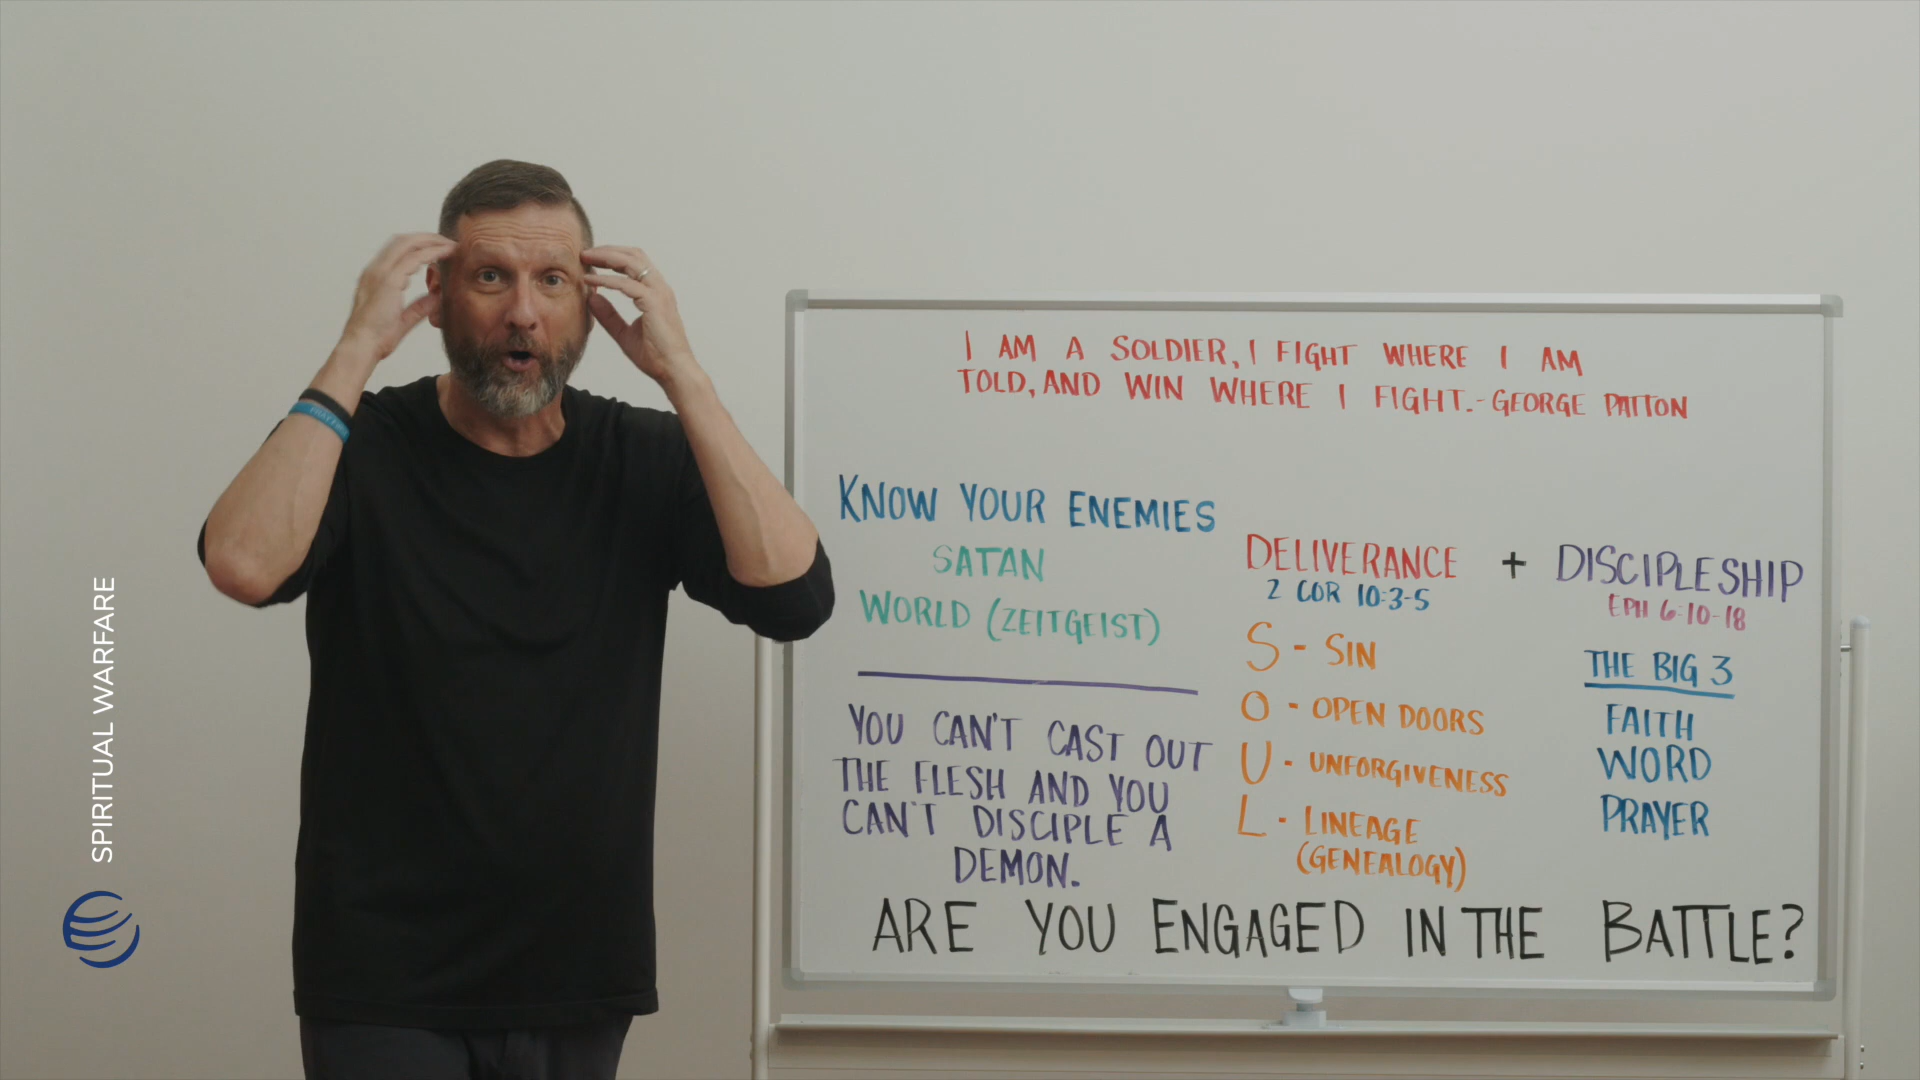 SPIRITUAL WARFARE
I AM A SOLDIER, I FIGHT WHERE I AM
TOLD, AND WIN WHERE I FIGHT.-GEORGE PATTON
KNOW YOUR ENEMIES
SATAN
WORLD (ZEITGEIST)
YOU CAN'T CAST OUT
THE FLESH AND YOU
CAN'T DISCIPLE A
DEMON.
DELIVERANCE + DISCIPLESHIP
2 COR 10:3-5
S - SIN
O - OPEN DOORS
U - UNFORGIVENESS
L - LINEAGE
(GENEALOGY)
EPH 6:10-18
THE BIG 3
FAITH
WORD
PRAYER
ARE YOU ENGAGED IN THE BATTLE?